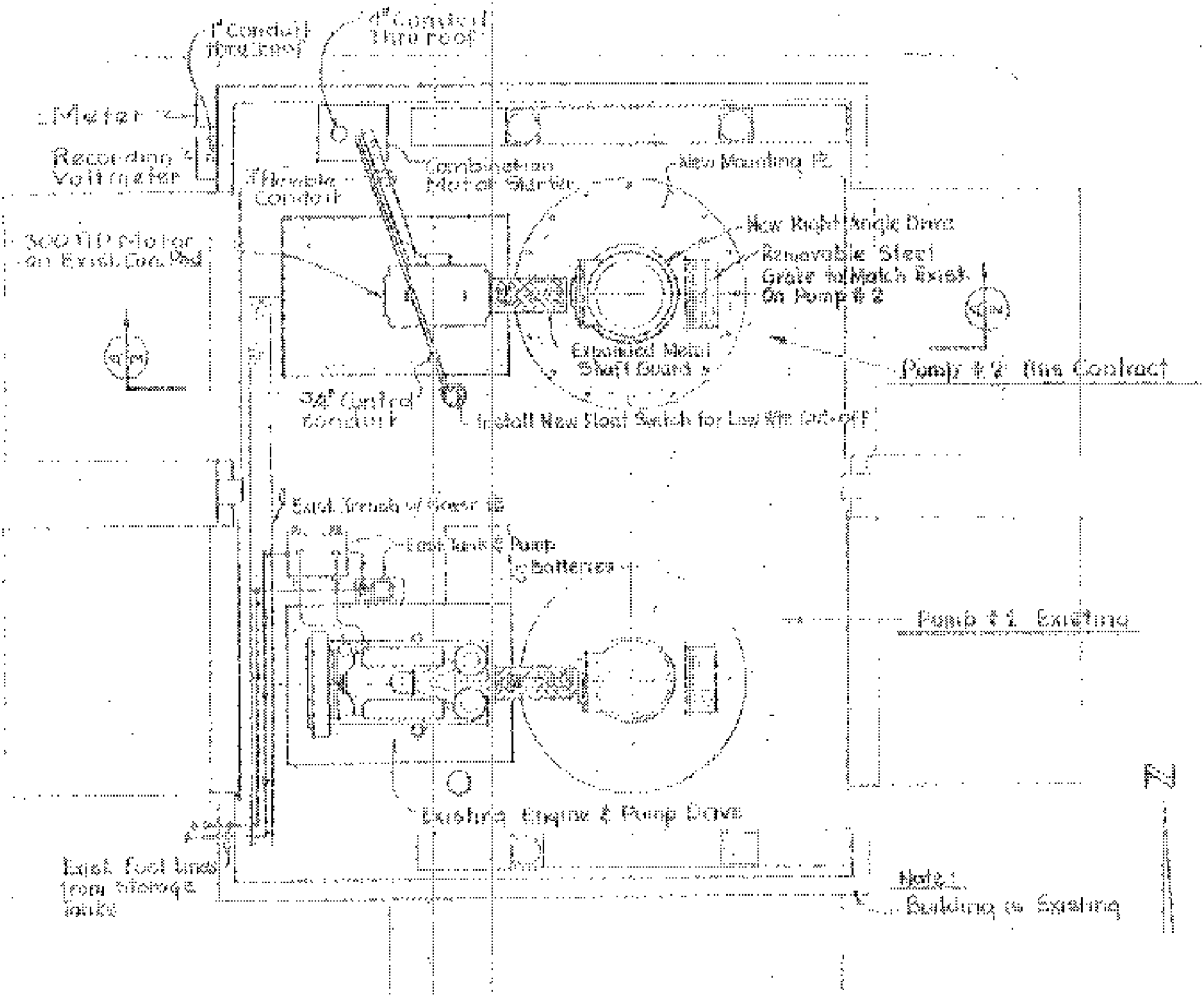 1" Conduit
thru roof
4" Conduit
Thru roof
Meter
Recording
Voltmeter
Flexible
Conduit
Combination
Motor Starter
New Mounting PL
300 HP Motor
on Exist. Conc. Pad
New Right Angle Drive
Removable Steel
Grate to Match Exist.
On Pump # 2
Expanded Metal
Shaft Guard
Pump # 2 This Contract
3/4" Control
Conduit
Install New Float Switch for Low Wtr Cut-off
Exist. Trench w/ Cover PL
& Pump
Batteries
Pump # 1 Existing
Existing Engine & Pump Drive
Exist. Fuel Lines
from Storage
Tanks
Note:
Building is Existing